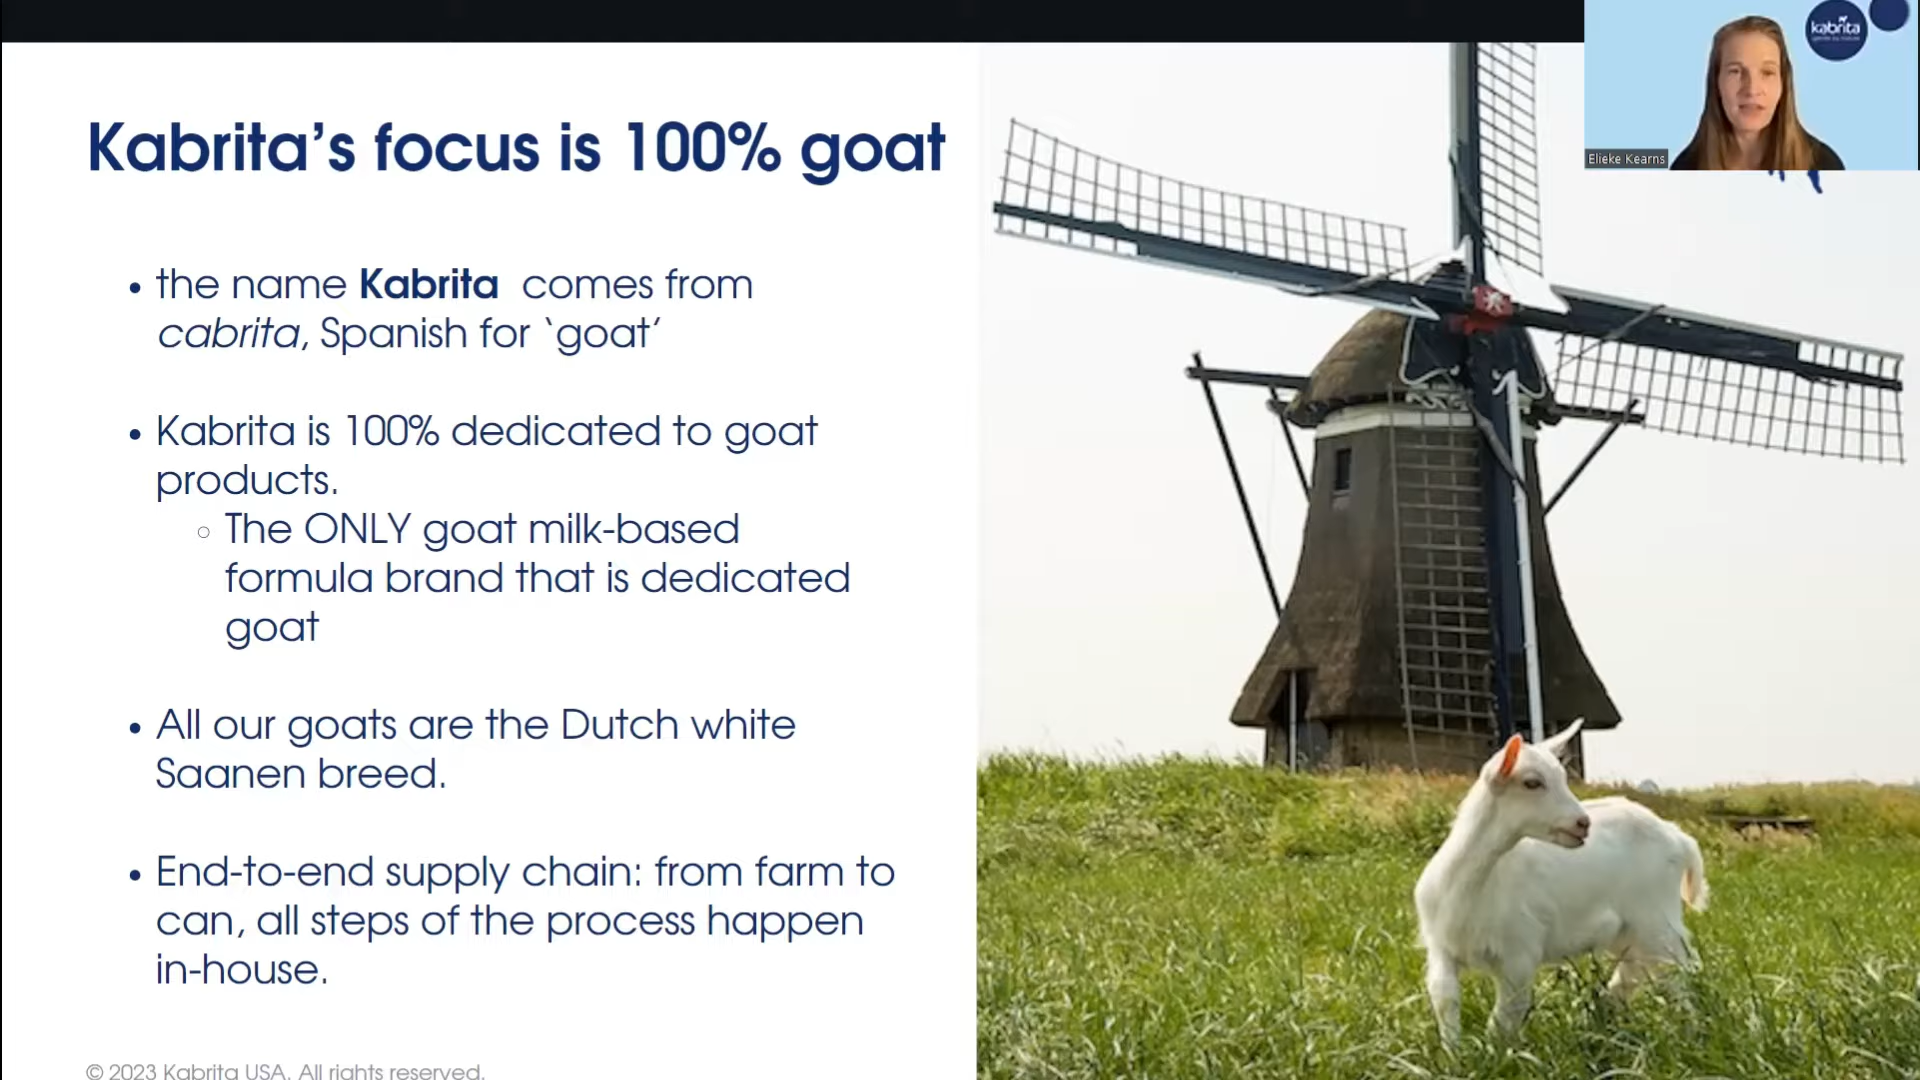 kabrita
Elieke Kearns
Kabrita's focus is 100% goat
• the name Kabrita comes from
cabrita, Spanish for `goat'
• Kabrita is 100% dedicated to goat
products.
○ The ONLY goat milk-based
formula brand that is dedicated
goat
• All our goats are the Dutch white
Saanen breed.
• End-to-end supply chain: from farm to
can, all steps of the process happen
in-house.
© 2023 Kabrita USA. All rights reserved.